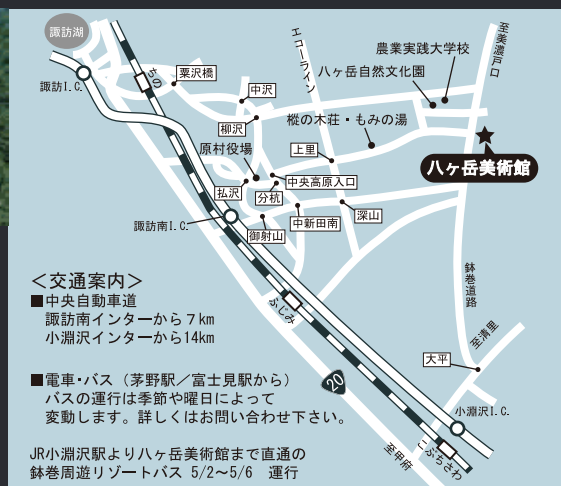 諏訪湖
諏訪I.C.
ちの
粟沢橋
中沢
エコーライン
農業実践大学校
八ヶ岳自然文化園
至美濃戸口
柳沢
樅の木荘・もみの湯
原村役場
上里
八ヶ岳美術館
払沢
分杭
中央高原入口
諏訪南I.C.
御射山
中新田南
深山
<交通案内>
■中央自動車道
諏訪南インターから７km
小淵沢インターから14km
ふじみ
鉢巻道路
至清里
大平
■電車・バス（茅野駅／富士見駅から）
バスの運行は季節や曜日によって
変動します。詳しくはお問い合わせ下さい。
20
小淵沢I.C.
こぶちさわ
至甲府
JR小淵沢駅より八ヶ岳美術館まで直通の
鉢巻周遊リゾートバス 5/2～5/6 運行